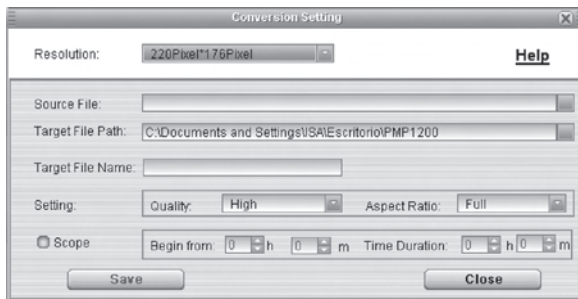 Conversion Setting
Resolution: 220Pixel*176Pixel Help
Source File:
Target File Path: C:\Documents and Settings\ISA\Escritorio\PMP1200
Target File Name:
Setting: Quality: High Aspect Ratio: Full
Scope Begin from: 0 h 0 m Time Duration: 0 h 0 m
Save Close